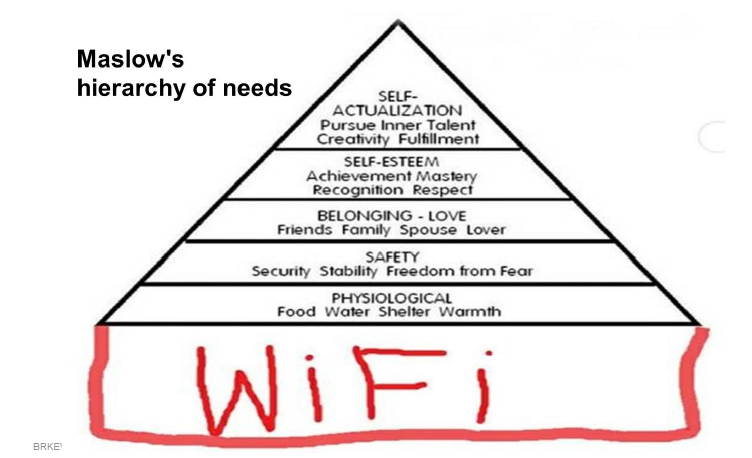 Maslow's
hierarchy of needs
SELF-
ACTUALIZATION
Pursue Inner Talent
Creativity Fulfillment
SELF-ESTEEM
Achievement Mastery
Recognition Respect
BELONGING - LOVE
Friends Family Spouse Lover
SAFETY
Security Stability Freedom from Fear
PHYSIOLOGICAL
Food Water Shelter Warmth
WiFi